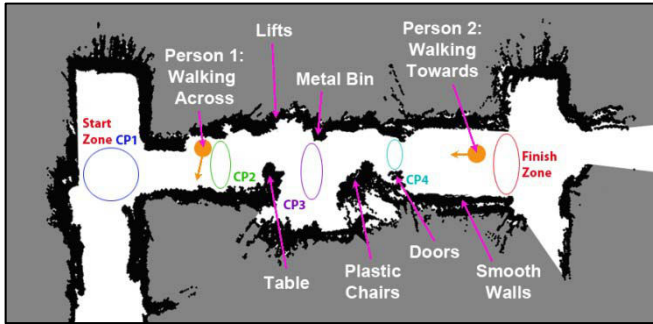 Lifts
Person 1:
Walking
Across
Metal Bin
Person 2:
Walking
Towards
Start
Zone CP1
CP2
CP3
CP4
Finish
Zone
Table
Plastic
Chairs
Doors
Smooth
Walls